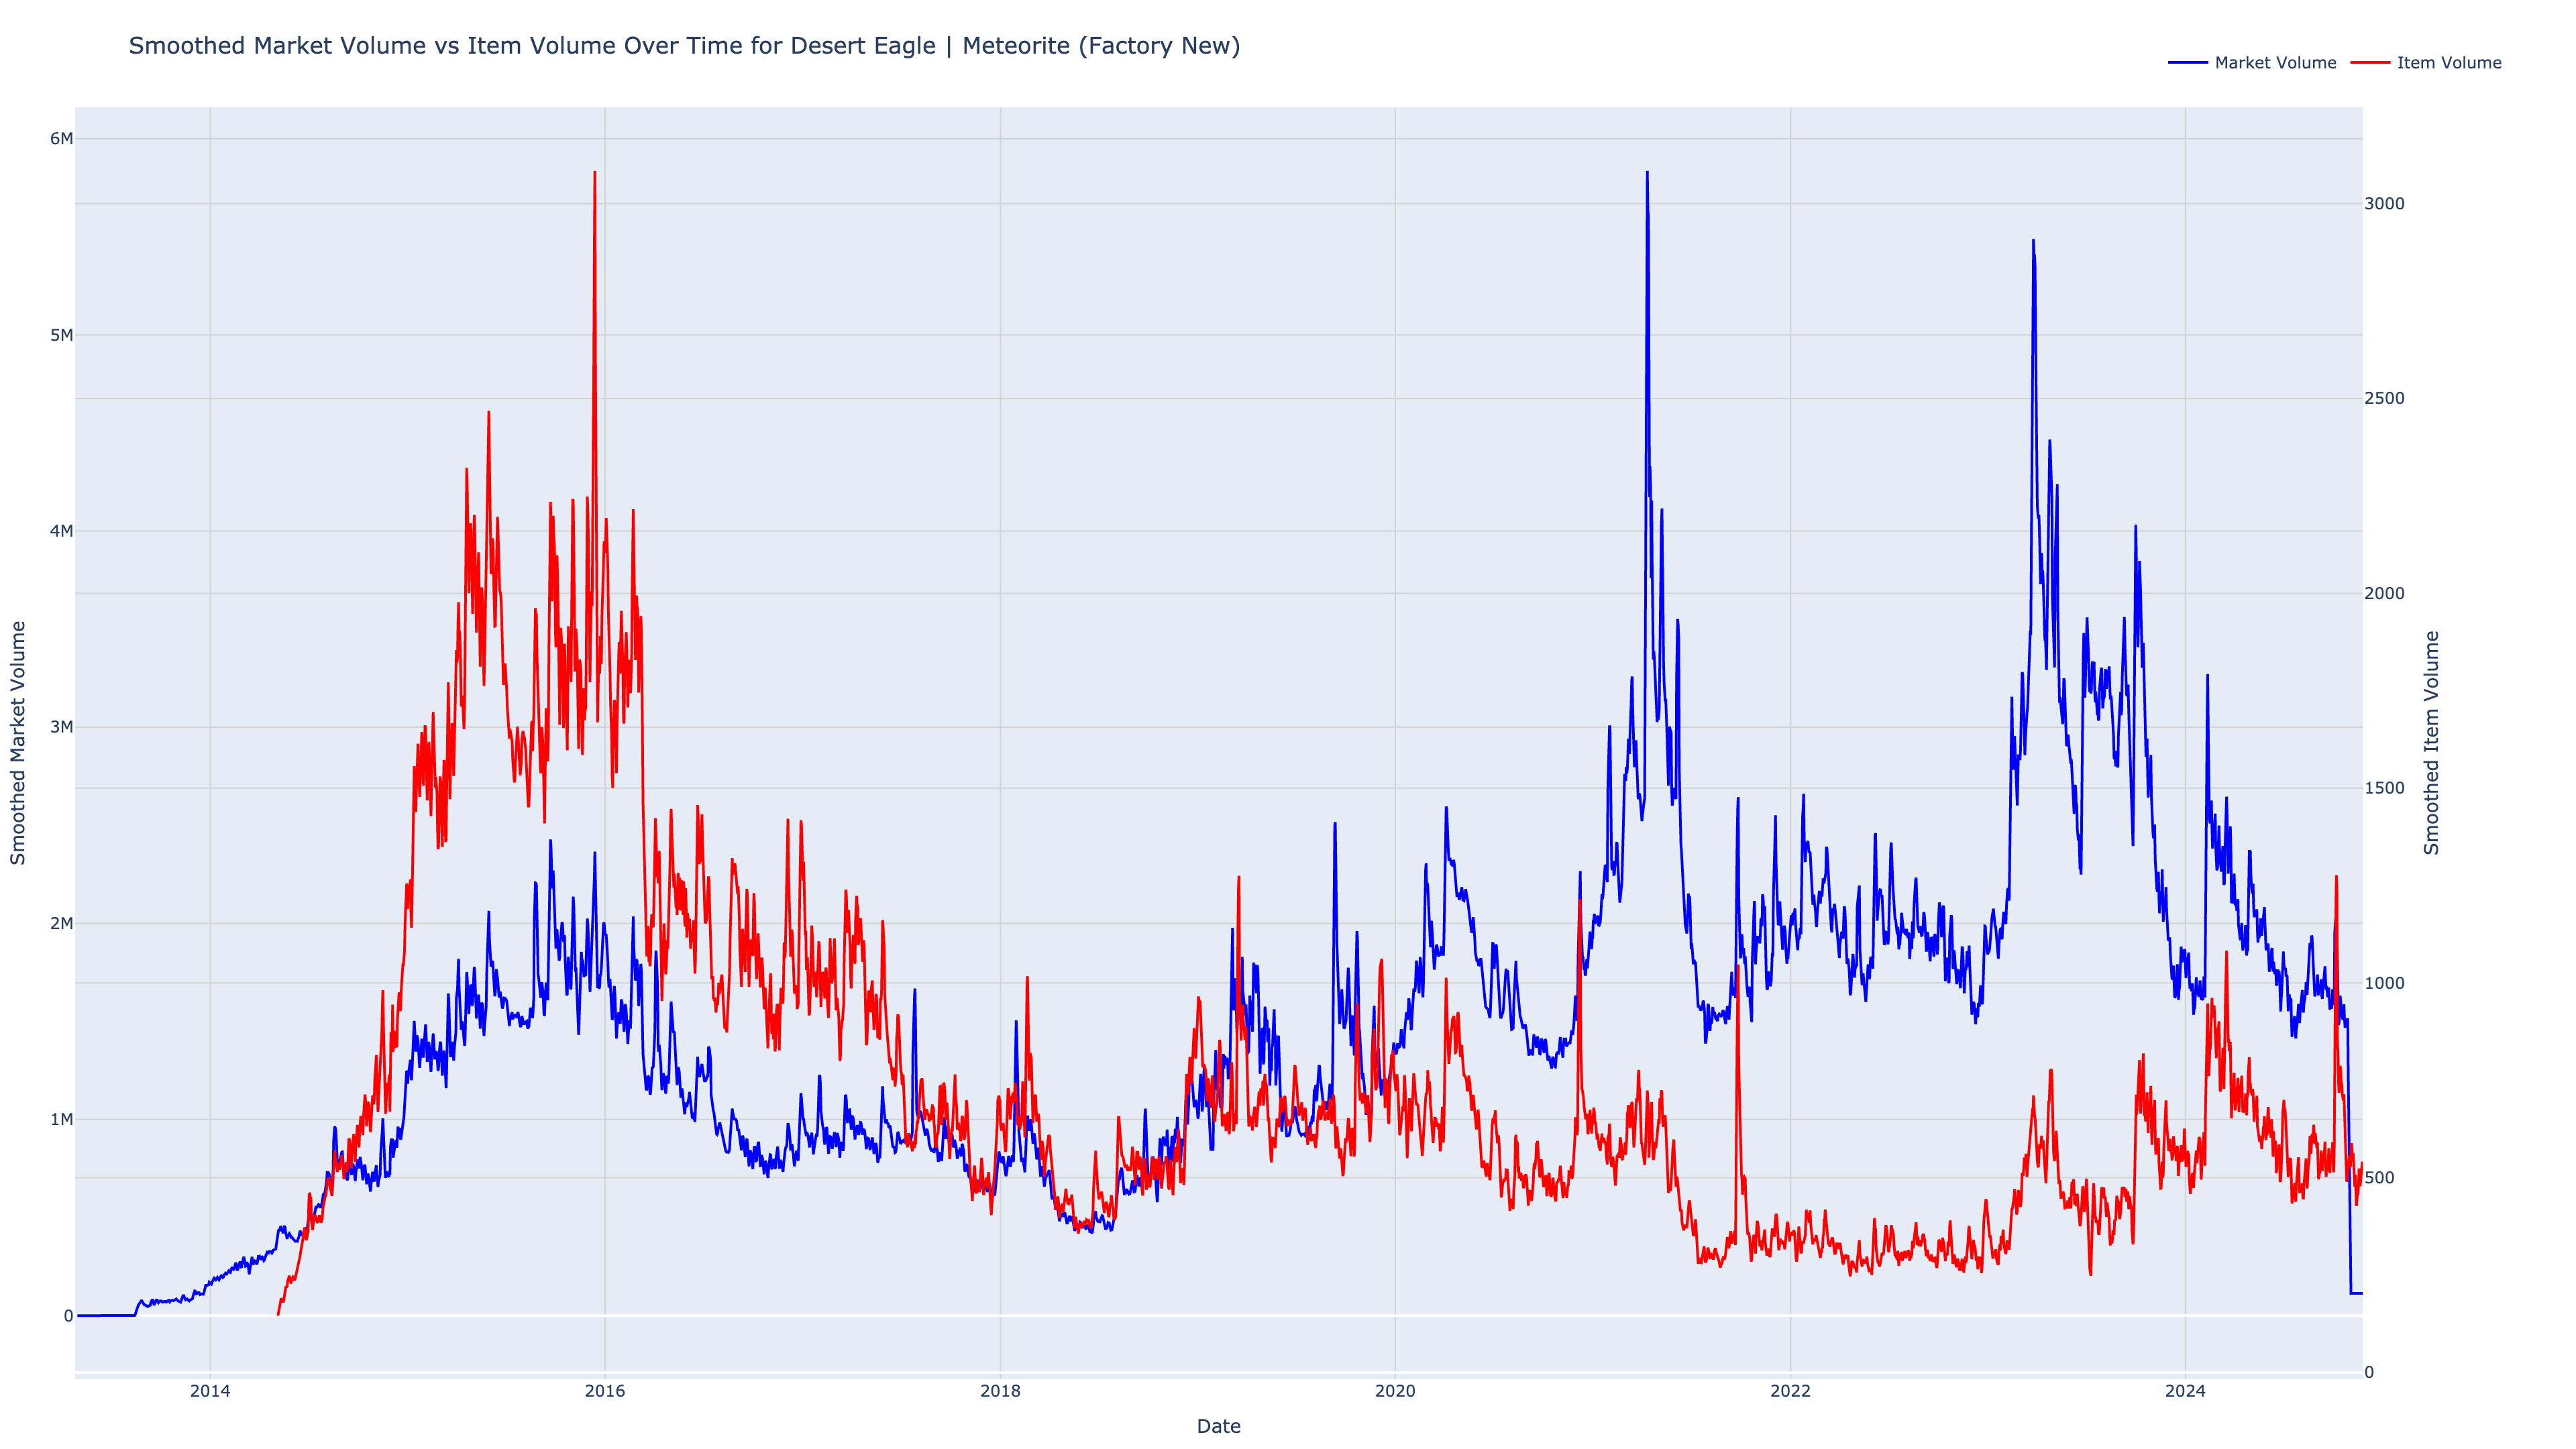 Smoothed Market Volume vs Item Volume Over Time for Desert Eagle | Meteorite (Factory New)
Market Volume
Item Volume
6M
5M
4M
3M
2M
1M
0
Smoothed Market Volume
3000
2500
2000
1500
1000
500
0
Smoothed Item Volume
2014
2016
2018
2020
2022
2024
Date